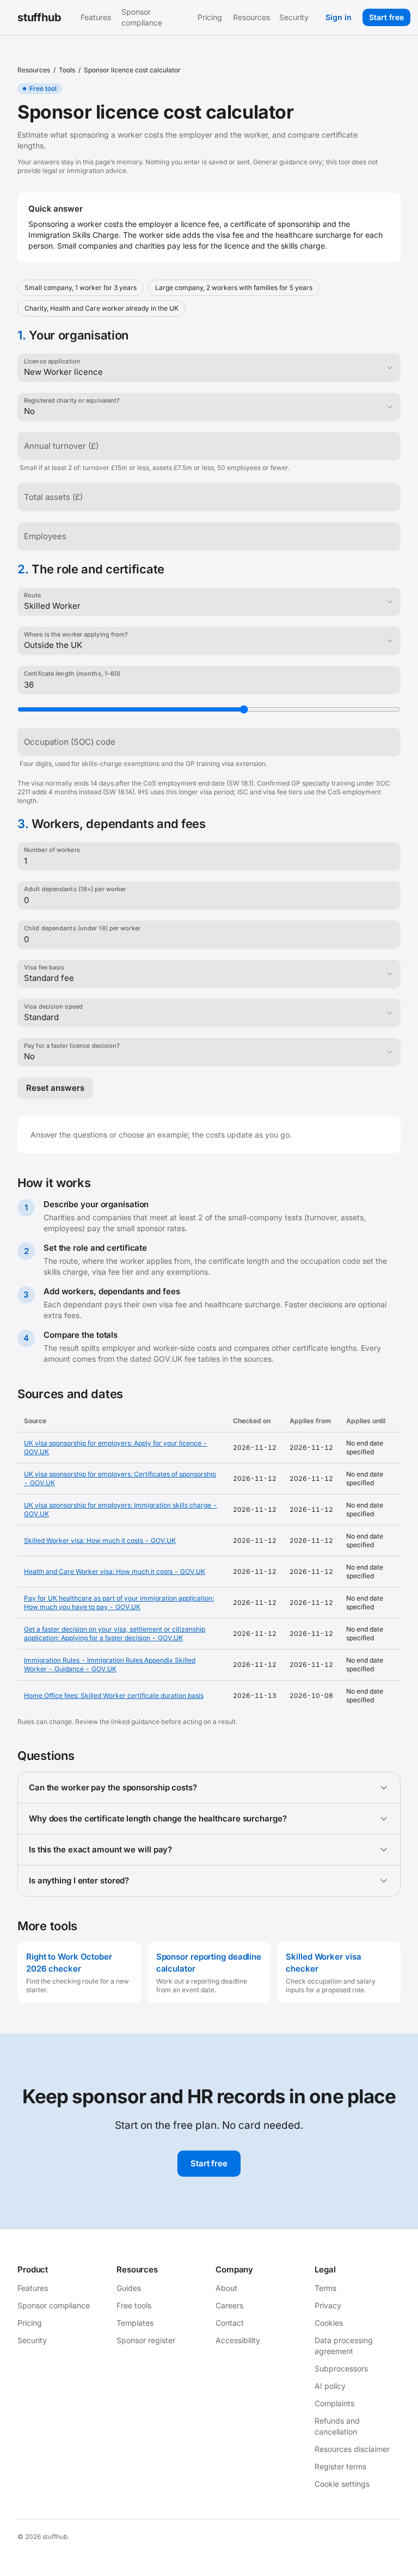 stuffhub
Features
Sponsor
compliance
Pricing
Resources
Security
Sign in
Start free
Resources / Tools / Sponsor licence cost calculator
Free tool
Sponsor licence cost calculator
Estimate what sponsoring a worker costs the employer and the worker, and compare certificate
lengths.
Your answers stay in this page's memory. Nothing you enter is saved or sent. General guidance only; this tool does not
provide legal or immigration advice.
Quick answer
Sponsoring a worker costs the employer a licence fee, a certificate of sponsorship and the
Immigration Skills Charge. The worker side adds the visa fee and the healthcare surcharge for each
person. Small companies and charities pay less for the licence and the skills charge.
Small company, 1 worker for 3 years
Large company, 2 workers with families for 5 years
Charity, Health and Care worker already in the UK
1. Your organisation
Licence application
New Worker licence
Registered charity or equivalent?
No
Annual turnover (£)
Small if at least 2 of: turnover £15m or less, assets £7.5m or less, 50 employees or fewer.
Total assets (£)
Employees
2. The role and certificate
Route
Skilled Worker
Where is the worker applying from?
Outside the UK
Certificate length (months, 1–60)
36
Occupation (SOC) code
Four digits, used for skills-charge exemptions and the GP training visa extension.
The visa normally ends 14 days after the CoS employment end date (SW 18.1). Confirmed GP specialty training under SOC
2211 adds 4 months instead (SW 18.1A). IHS uses this longer visa period; ISC and visa fee tiers use the CoS employment
length.
3. Workers, dependants and fees
Number of workers
1
Adult dependants (18+) per worker
0
Child dependants (under 18) per worker
0
Visa fee basis
Standard fee
Visa decision speed
Standard
Pay for a faster licence decision?
No
Reset answers
Answer the questions or choose an example; the costs update as you go.
How it works
1
Describe your organisation
Charities and companies that meet at least 2 of the small-company tests (turnover, assets,
employees) pay the small sponsor rates.
2
Set the role and certificate
The route, where the worker applies from, the certificate length and the occupation code set the
skills charge, visa fee tier and any exemptions.
3
Add workers, dependants and fees
Each dependant pays their own visa fee and healthcare surcharge. Faster decisions are optional
extra fees.
4
Compare the totals
The result splits employer and worker-side costs and compares other certificate lengths. Every
amount comes from the dated GOV.UK fee tables in the sources.
Sources and dates
Source Checked on Applies from Applies until
UK visa sponsorship for employers: Apply for your licence -
GOV.UK
2026-11-12 2026-11-12 No end date
specified
UK visa sponsorship for employers: Certificates of sponsorship
- GOV.UK
2026-11-12 2026-11-12 No end date
specified
UK visa sponsorship for employers: Immigration skills charge -
GOV.UK
2026-11-12 2026-11-12 No end date
specified
Skilled Worker visa: How much it costs - GOV.UK
2026-11-12 2026-11-12 No end date
specified
Health and Care Worker visa: How much it costs - GOV.UK
2026-11-12 2026-11-12 No end date
specified
Pay for UK healthcare as part of your immigration application:
How much you have to pay - GOV.UK
2026-11-12 2026-11-12 No end date
specified
Get a faster decision on your visa, settlement or citizenship
application: Applying for a faster decision - GOV.UK
2026-11-12 2026-11-12 No end date
specified
Immigration Rules - Immigration Rules Appendix Skilled
Worker - Guidance - GOV.UK
2026-11-12 2026-11-12 No end date
specified
Home Office fees: Skilled Worker certificate duration basis
2026-11-13 2026-10-08 No end date
specified
Rules can change. Review the linked guidance before acting on a result.
Questions
Can the worker pay the sponsorship costs?
Why does the certificate length change the healthcare surcharge?
Is this the exact amount we will pay?
Is anything I enter stored?
More tools
Right to Work October
2026 checker
Find the checking route for a new
starter.
Sponsor reporting deadline
calculator
Work out a reporting deadline
from an event date.
Skilled Worker visa
checker
Check occupation and salary
inputs for a proposed role.
Keep sponsor and HR records in one place
Start on the free plan. No card needed.
Start free
Product
Features
Sponsor compliance
Pricing
Security
Resources
Guides
Free tools
Templates
Sponsor register
Company
About
Careers
Contact
Accessibility
Legal
Terms
Privacy
Cookies
Data processing
agreement
Subprocessors
AI policy
Complaints
Refunds and
cancellation
Resources disclaimer
Register terms
Cookie settings
© 2026 stuffhub.